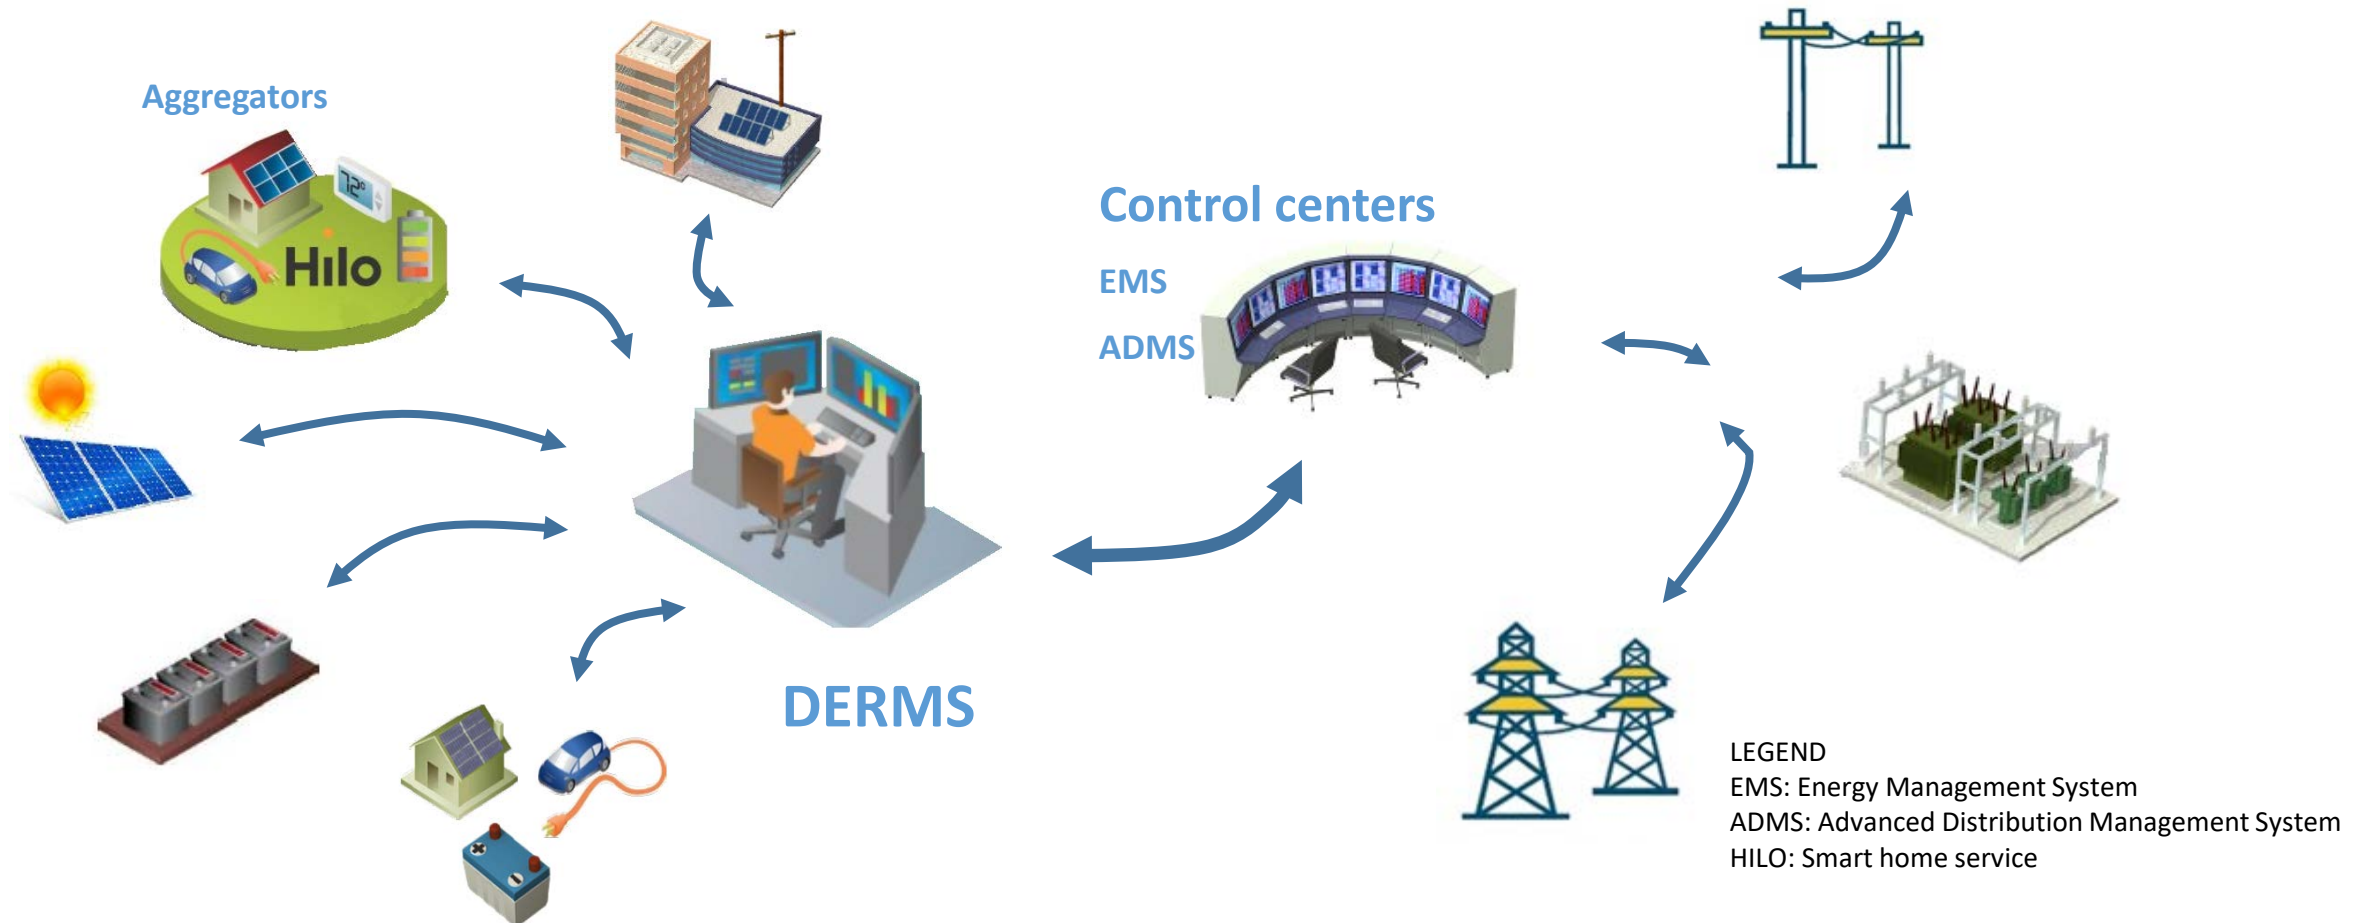 Aggregators
72°
Hilo
Control centers
EMS
ADMS
DERMS
LEGEND
EMS: Energy Management System
ADMS: Advanced Distribution Management System
HILO: Smart home service